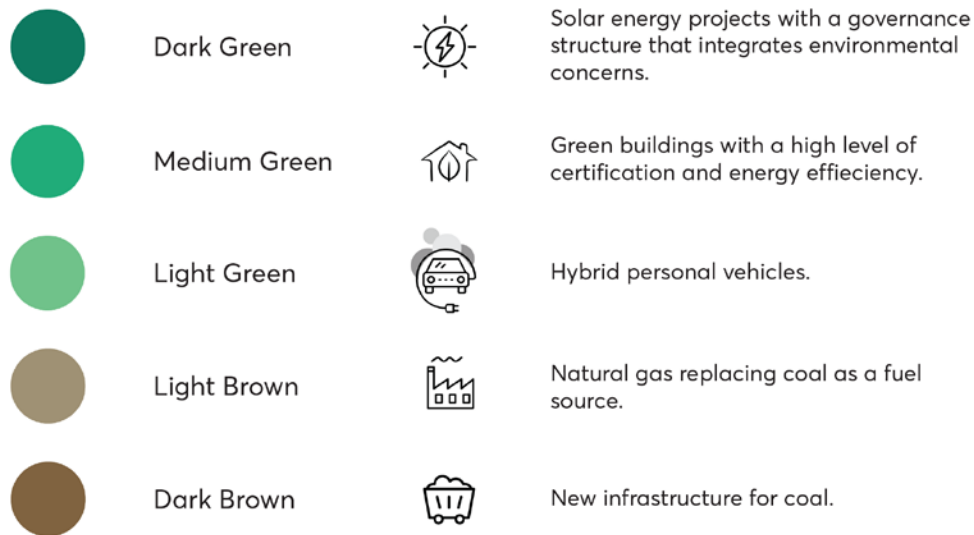 Dark Green
Solar energy projects with a governance
structure that integrates environmental
concerns.
Medium Green
Green buildings with a high level of
certification and energy effieciency.
Light Green
Hybrid personal vehicles.
Light Brown
Natural gas replacing coal as a fuel
source.
Dark Brown
New infrastructure for coal.